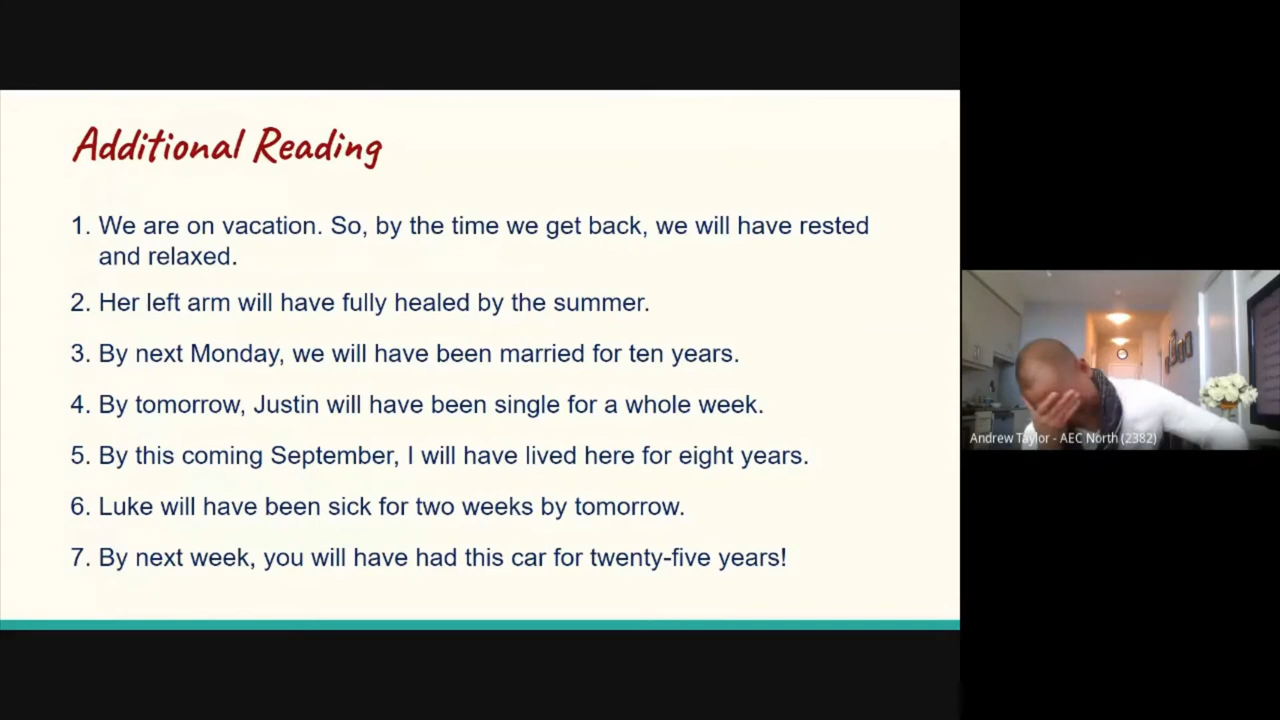 Additional Reading
1. We are on vacation. So, by the time we get back, we will have rested
and relaxed.
2. Her left arm will have fully healed by the summer.
3. By next Monday, we will have been married for ten years.
4. By tomorrow, Justin will have been single for a whole week.
5. By this coming September, I will have lived here for eight years.
6. Luke will have been sick for two weeks by tomorrow.
7. By next week, you will have had this car for twenty-five years!
Andrew Taylor - AEC North (2382)